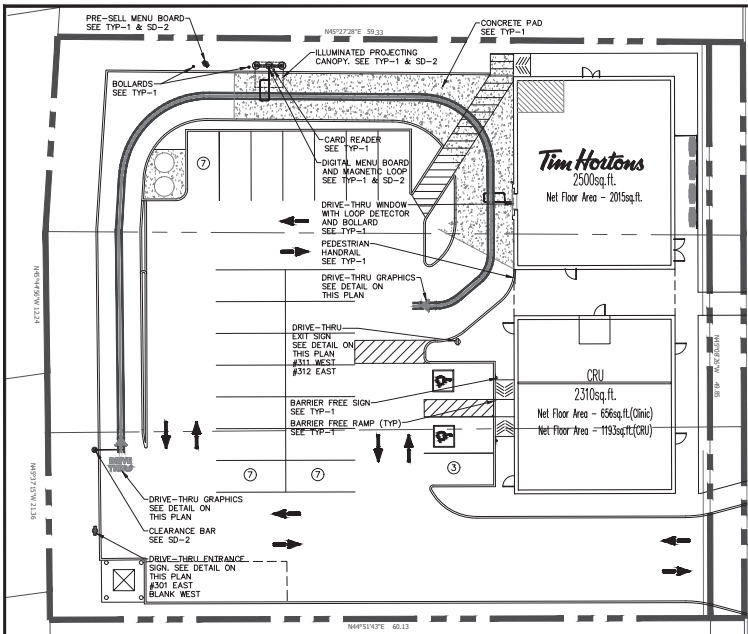 PRE-SELL MENU BOARD
SEE TYP-1 & SD-2
N45°27'28"E 59.33
CONCRETE PAD
SEE TYP-1
ILLUMINATED PROJECTING
CANOPY. SEE TYP-1 & SD-2
BOLLARDS
SEE TYP-1
CARD READER
SEE TYP-1
DIGITAL MENU BOARD
AND MAGNETIC LOOP
SEE TYP-1 & SD-2
7
Tim Hortons
2500sq.ft.
Net Floor Area - 2015sq.ft.
DRIVE-THRU WINDOW
WITH LOOP DETECTOR
AND BOLLARD
SEE TYP-1
PEDESTRIAN
HANDRAIL
SEE TYP-1
DRIVE-THRU GRAPHICS
SEE DETAIL ON
THIS PLAN
N45°44'56"W 12.24
DRIVE-THRU
EXIT SIGN
SEE DETAIL ON
THIS PLAN
#311 WEST
#312 EAST
CRU
2310sq.ft.
Net Floor Area - 656sq.ft.(Clinic)
Net Floor Area - 1193sq.ft.(CRU)
BARRIER FREE SIGN
SEE TYP-1
BARRIER FREE RAMP (TYP)
SEE TYP-1
7
7
3
DRIVE
THRU
DRIVE-THRU GRAPHICS
SEE DETAIL ON
THIS PLAN
CLEARANCE BAR
SEE SD-2
DRIVE-THRU ENTRANCE
SIGN. SEE DETAIL ON
THIS PLAN
#301 EAST
BLANK WEST
N44°51'43"E 60.13